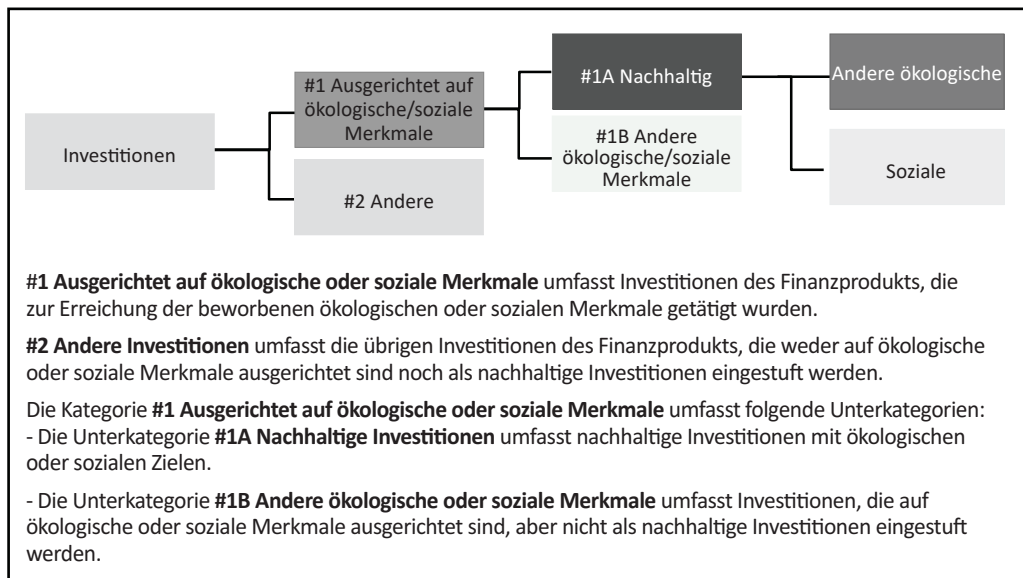 Investitionen
#1 Ausgerichtet auf
ökologische/soziale
Merkmale
#2 Andere
#1A Nachhaltig
#1B Andere
ökologische/soziale
Merkmale
Andere ökologische
Soziale
#1 Ausgerichtet auf ökologische oder soziale Merkmale umfasst Investitionen des Finanzprodukts, die
zur Erreichung der beworbenen ökologischen oder sozialen Merkmale getätigt wurden.
#2 Andere Investitionen umfasst die übrigen Investitionen des Finanzprodukts, die weder auf ökologische
oder soziale Merkmale ausgerichtet sind noch als nachhaltige Investitionen eingestuft werden.
Die Kategorie #1 Ausgerichtet auf ökologische oder soziale Merkmale umfasst folgende Unterkategorien:
- Die Unterkategorie #1A Nachhaltige Investitionen umfasst nachhaltige Investitionen mit ökologischen
oder sozialen Zielen.
- Die Unterkategorie #1B Andere ökologische oder soziale Merkmale umfasst Investitionen, die auf
ökologische oder soziale Merkmale ausgerichtet sind, aber nicht als nachhaltige Investitionen eingestuft
werden.